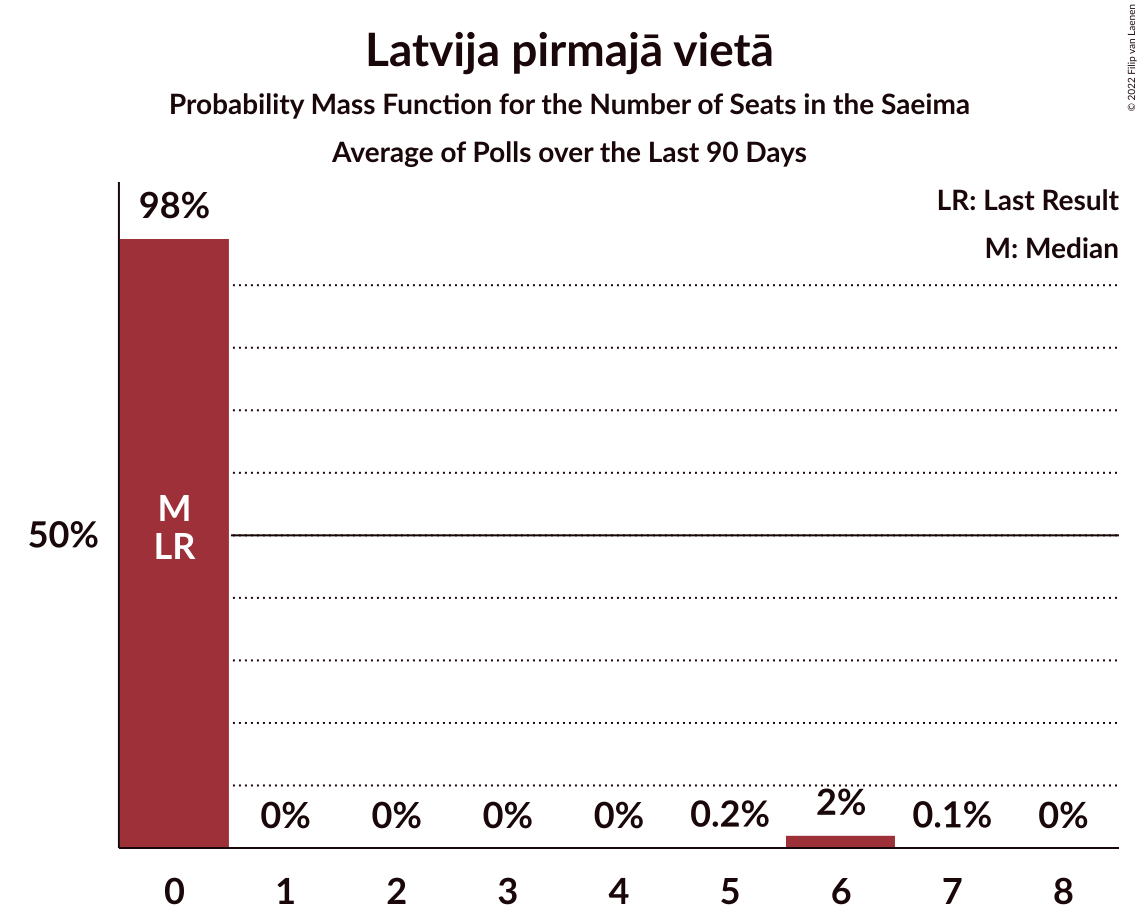 Latvija pirmajā vietā
Probability Mass Function for the Number of Seats in the Saeima
Average of Polls over the Last 90 Days
© 2022 Filip van Laenen
LR: Last Result
M: Median
98%
50%
M
LR
0% 0% 0% 0% 0.2% 2% 0.1% 0%
0 1 2 3 4 5 6 7 8